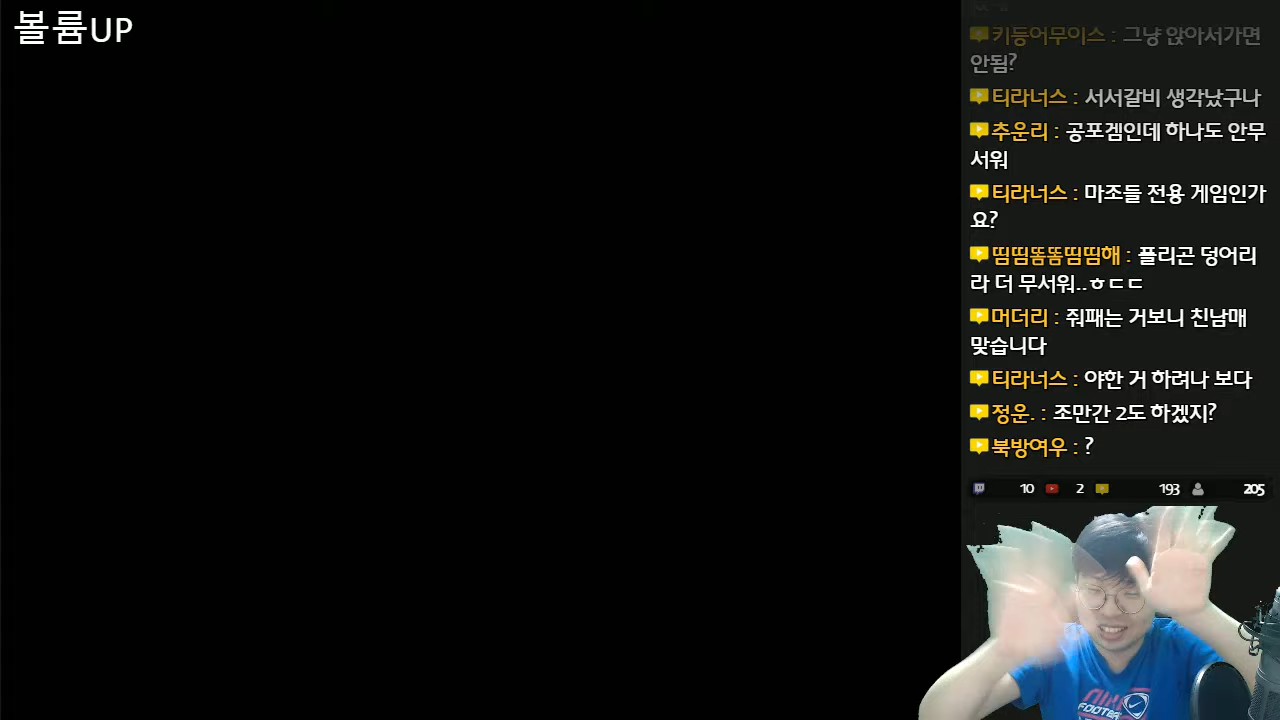 볼륨UP
키등어무이스 : 그냥 앉아서가면
안됨?
티라너스 : 서서갈비 생각났구나
추운리 : 공포겜인데 하나도 안무
서워
티라너스 : 마조들 전용 게임인가
요?
띰띰똠똠띰띰해 : 플리곤 덩어리
라 더 무서워..ㅎㄷㄷ
머더리 : 줘패는 거보니 친남매
맞습니다
티라너스 : 야한 거 하려나 보다
정운. : 조만간 2도 하겠지?
북방여우 : ?
10 2 193 205
FOOTBALL